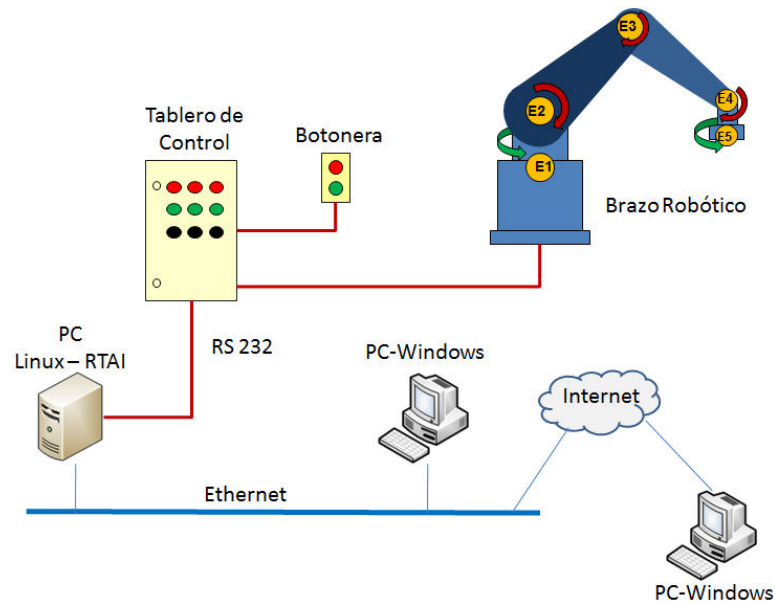 E3
E4
E2
E5
E1
Tablero de
Control
Botonera
Brazo Robótico
PC
Linux – RTAI
RS 232
PC-Windows
Internet
Ethernet
PC-Windows